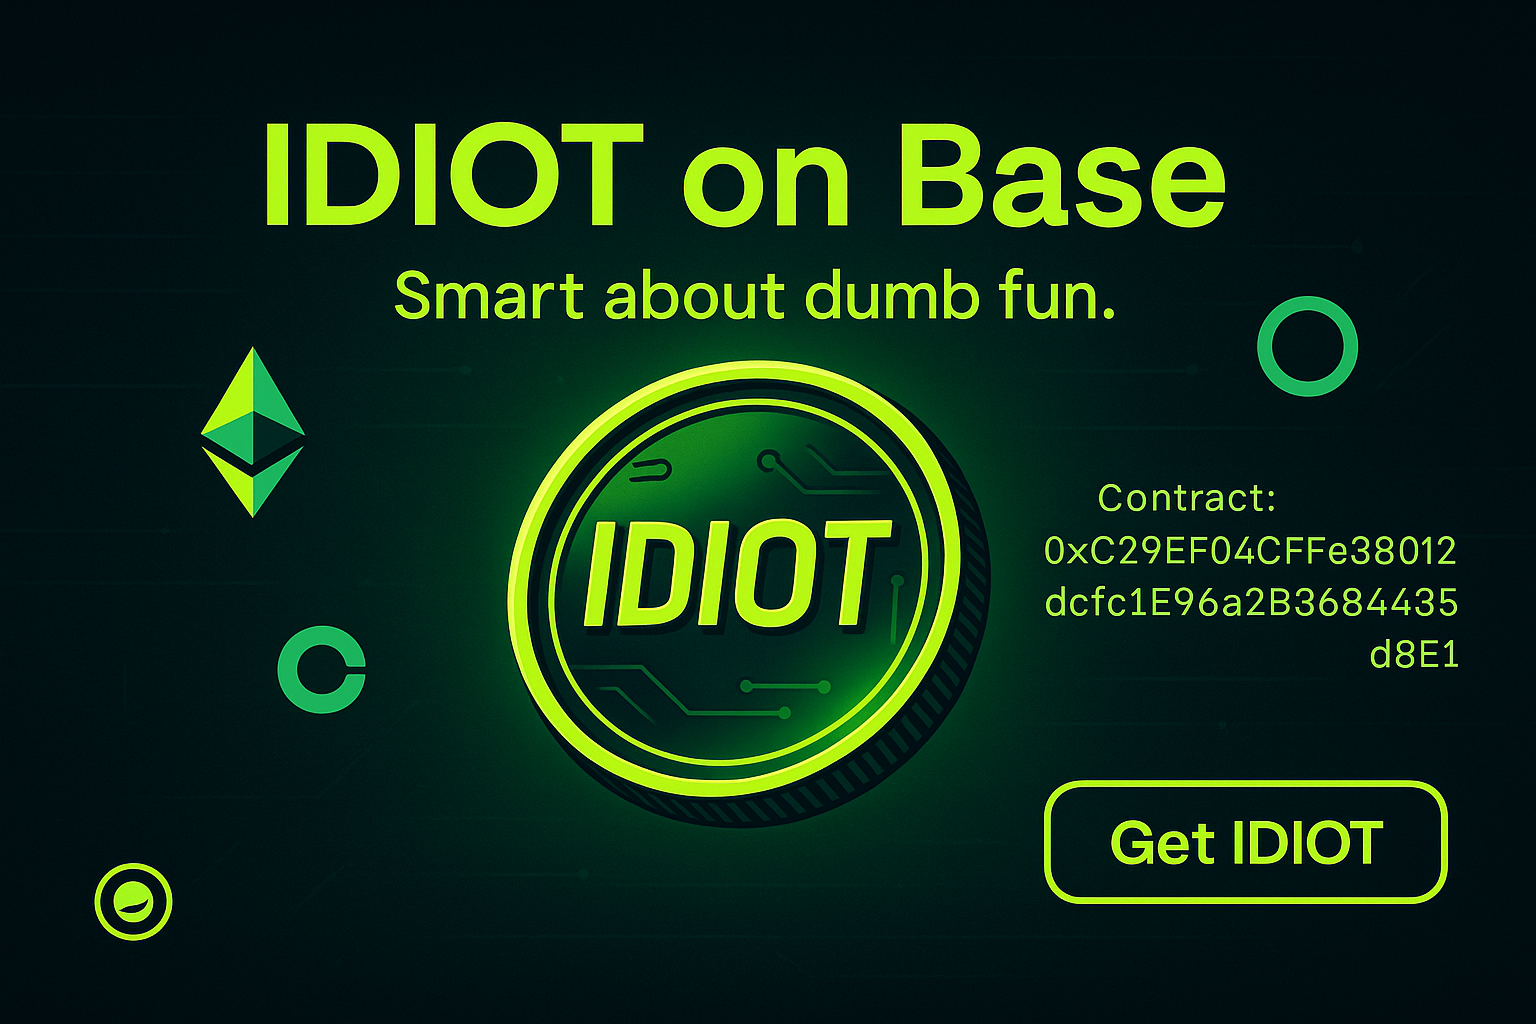 IDIOT on Base
Smart about dumb fun.
IDIOT
Contract:
0xC29EF04CFFe38012
dcfc1E96a2B3684435
d8E1
Get IDIOT